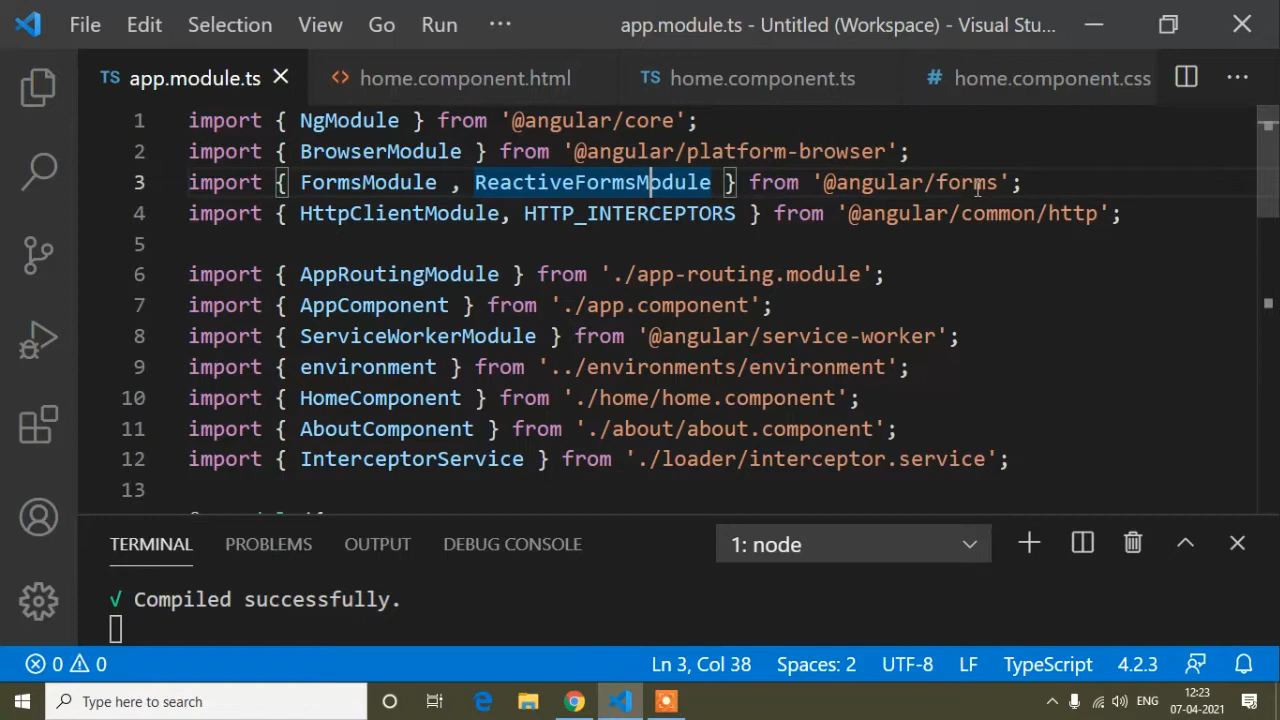 File Edit Selection View Go Run ··· app.module.ts - Untitled (Workspace) - Visual Stu...
TS app.module.ts <> home.component.html TS home.component.ts # home.component.css ···
1 import { NgModule } from '@angular/core';
2 import { BrowserModule } from '@angular/platform-browser';
3 import { FormsModule , ReactiveFormsModule } from '@angular/forms';
4 import { HttpClientModule, HTTP_INTERCEPTORS } from '@angular/common/http';
5
6 import { AppRoutingModule } from './app-routing.module';
7 import { AppComponent } from './app.component';
8 import { ServiceWorkerModule } from '@angular/service-worker';
9 import { environment } from '../environments/environment';
10 import { HomeComponent } from './home/home.component';
11 import { AboutComponent } from './about/about.component';
12 import { InterceptorService } from './loader/interceptor.service';
13
TERMINAL PROBLEMS OUTPUT DEBUG CONSOLE 1: node
√ Compiled successfully.
0 0 Ln 3, Col 38 Spaces: 2 UTF-8 LF TypeScript 4.2.3
Type here to search ENG 12:23
07-04-2021